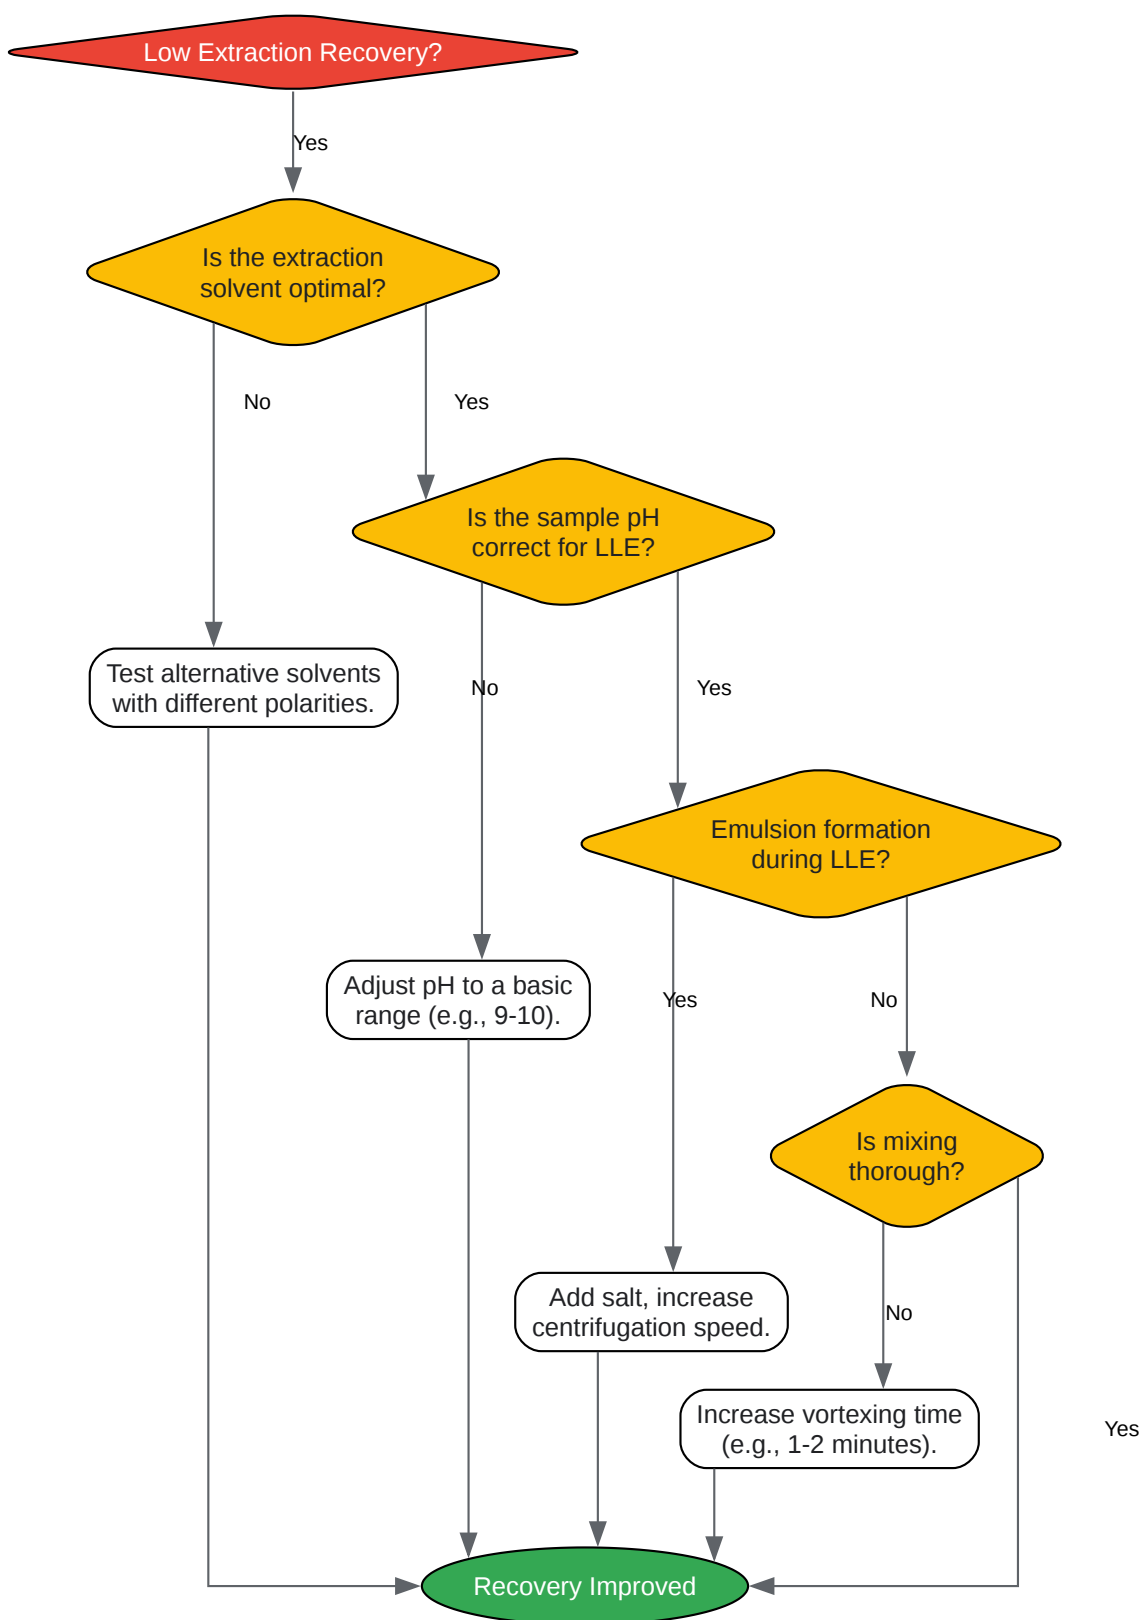 Low Extraction Recovery?
Yes
Is the extraction
solvent optimal?
No
Yes
Is the sample pH
correct for LLE?
Test alternative solvents
with different polarities.
No
Yes
Emulsion formation
during LLE?
Adjust pH to a basic
range (e.g., 9-10).
Yes
No
Is mixing
thorough?
Add salt, increase
centrifugation speed.
No
Increase vortexing time
(e.g., 1-2 minutes).
Yes
Recovery Improved